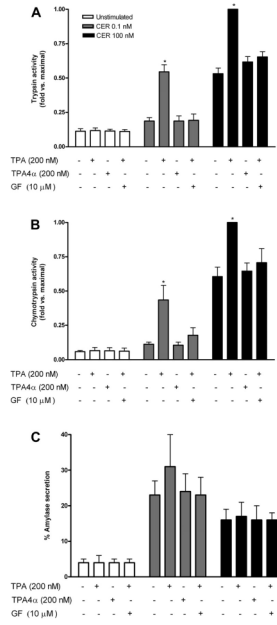 A
Trypsin activity
(fold vs. maximal)
1.00
0.75
0.50
0.25
0.00
Unstimulated
CER 0.1 nM
CER 100 nM
*
*
TPA (200 nM) - + - + - + - + - + - +
TPA4α (200 nM) - - + - - - + - - - + -
GF (10 μM) - - - + - - - + - - - +
B
Chymotrypsin activity
(fold vs. maximal)
1.00
0.75
0.50
0.25
0.00
*
*
TPA (200 nM) - + - + - + - + - + - +
TPA4α (200 nM) - - + - - - + - - - + -
GF (10 μM) - - - + - - - + - - - +
C
% Amylase secretion
40
30
20
10
0
TPA (200 nM) - + - + - + - + - + - +
TPA4α (200 nM) - - + - - - + - - - + -
GF (10 μM) - - - + - - - + - - - +